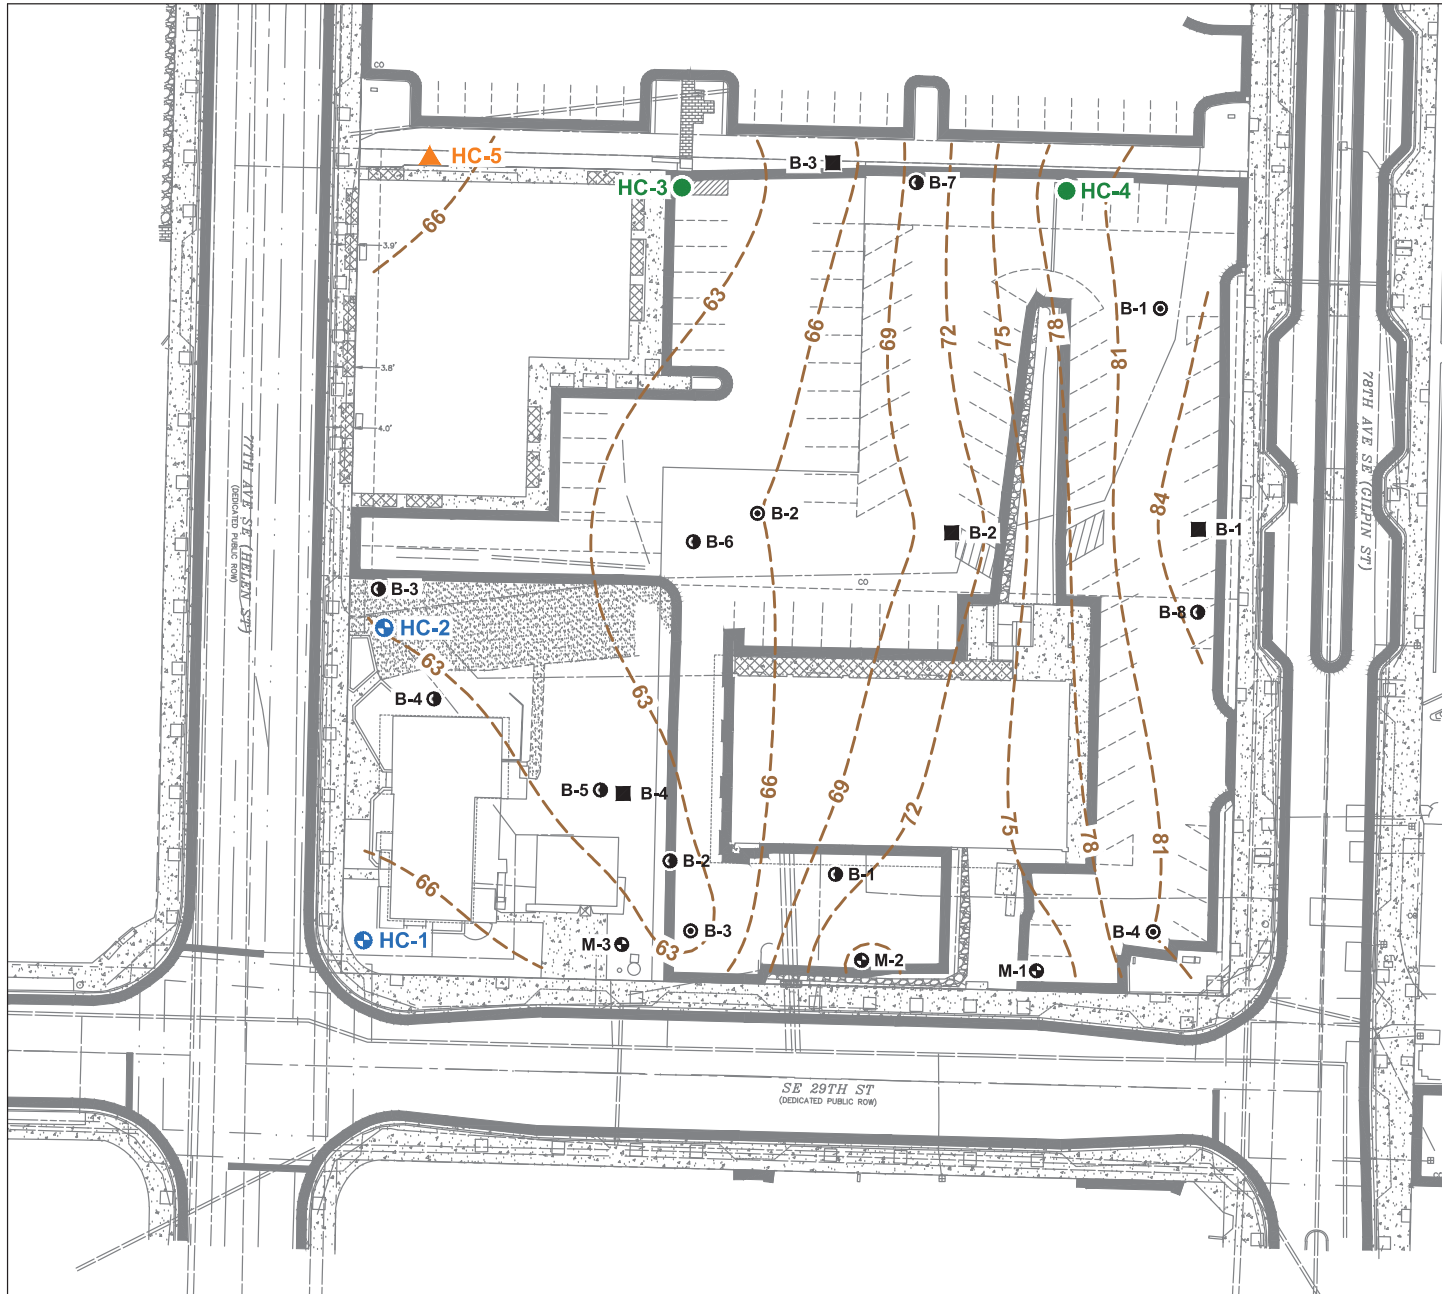 CO
HC-5
B-3
HC-3
B-7
HC-4
66
3.9'
63
66
69
72
75
78
81
B-1
3.8'
4.0'
77TH AVE SE (HELEN ST)
(DEDICATED PUBLIC ROW)
78TH AVE SE (GILPIN ST)
84
B-2
B-6
B-2
B-1
CO
B-3
HC-2
B-8
63
63
B-4
B-5
B-4
66
69
72
75
78
81
B-2
B-1
66
HC-1
M-3
63
B-3
M-2
M-1
B-4
SE 29TH ST
(DEDICATED PUBLIC ROW)